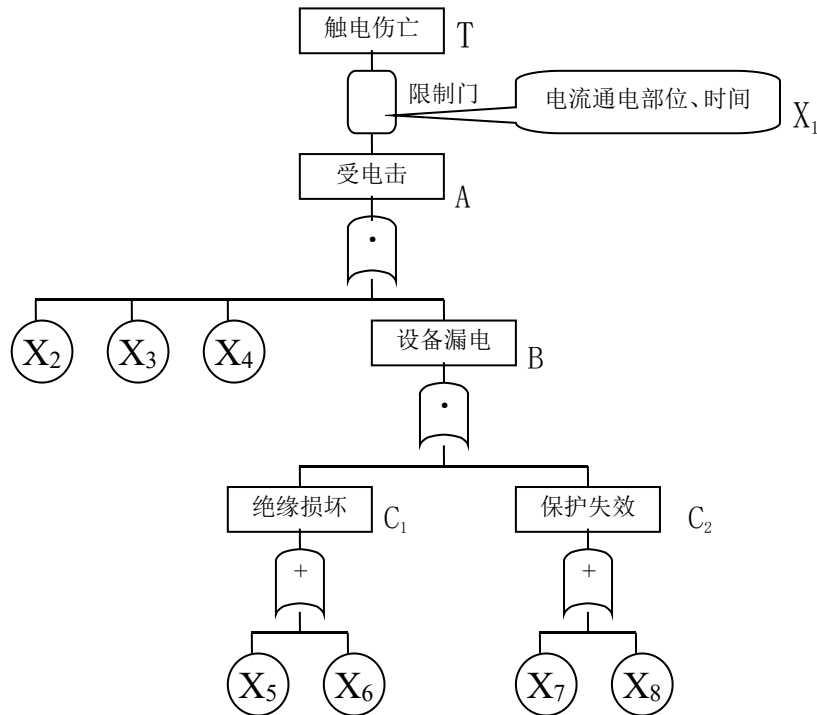 触电伤亡 T
限制门 电流通电部位、时间 X₁
受电击 A
·
X₂ X₃ X₄ 设备漏电 B
·
绝缘损坏 C₁ 保护失效 C₂
+ +
X₅ X₆ X₇ X₈